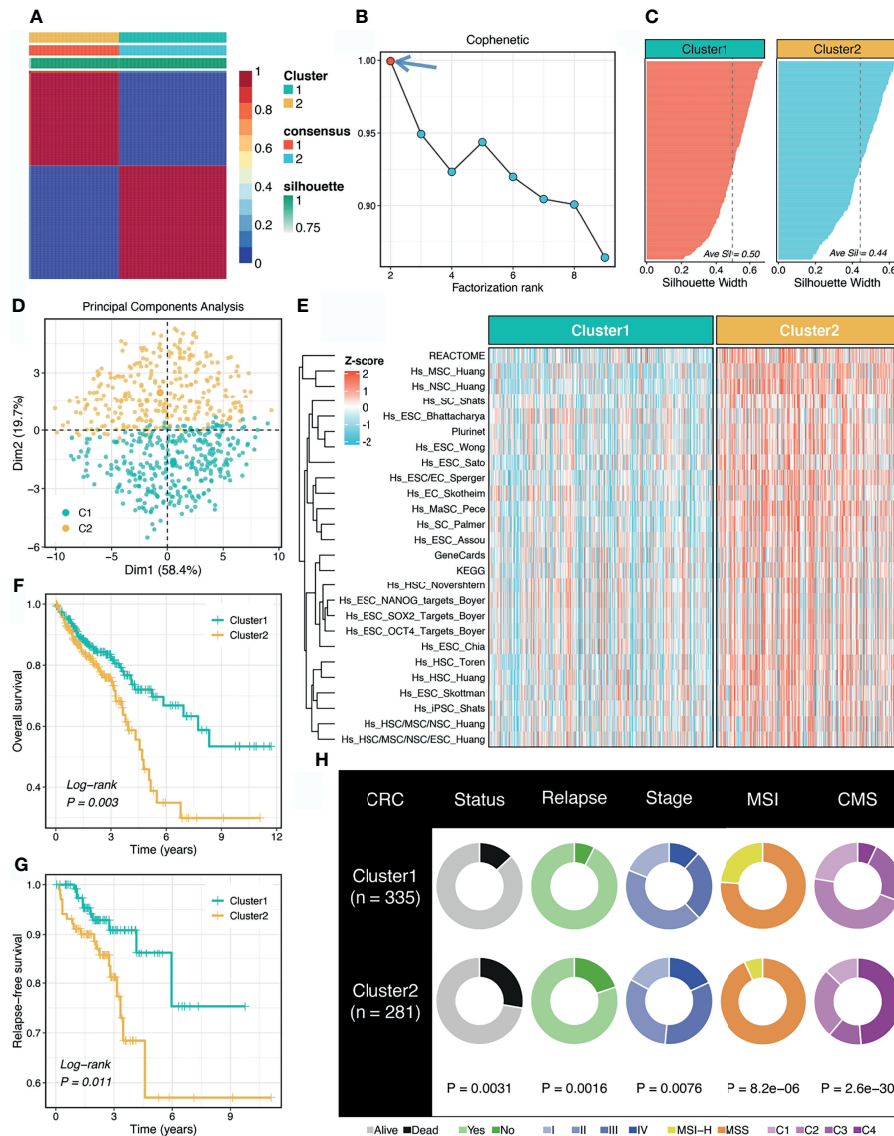 A
1
0.8
0.6
0.4
0.2
0
Cluster
1
2
consensus
1
2
silhouette
1
0.75
B
Cophenetic
1.00
0.95
0.90
2
4
6
8
Factorization rank
C
Cluster1
Cluster2
Ave Sil = 0.50
Ave Sil = 0.44
0.0
0.2
0.4
0.6
0.0
0.2
0.4
0.6
Silhouette Width
Silhouette Width
D
Principal Components Analysis
3
0
−3
−6
−10
−5
0
5
10
C1
C2
Dim2 (19.7%)
Dim1 (58.4%)
E
Cluster1
Cluster2
Z−score
2
1
0
−1
−2
REACTOME
Hs_MSC_Huang
Hs_NSC_Huang
Hs_SC_Shats
Hs_ESC_Bhattacharya
Plurinet
Hs_ESC_Wong
Hs_ESC_Sato
Hs_ESC/EC_Sperger
Hs_EC_Skotheim
Hs_MaSC_Pece
Hs_SC_Palmer
Hs_ESC_Assou
GeneCards
KEGG
Hs_HSC_Novershtern
Hs_ESC_NANOG_targets_Boyer
Hs_ESC_SOX2_Targets_Boyer
Hs_ESC_OCT4_Targets_Boyer
Hs_ESC_Chia
Hs_HSC_Toren
Hs_HSC_Huang
Hs_ESC_Skottman
Hs_iPSC_Shats
Hs_HSC/MSC/NSC_Huang
Hs_HSC/MSC/NSC/ESC_Huang
F
1.0
0.8
0.6
0.4
Overall survival
Cluster1
Cluster2
Log−rank
P = 0.003
0
3
6
9
12
Time (years)
G
1.0
0.9
0.8
0.7
0.6
Relapse−free survival
Cluster1
Cluster2
Log−rank
P = 0.011
0
3
6
9
Time (years)
H
CRC
Status
Relapse
Stage
MSI
CMS
Cluster1
(n = 335)
Cluster2
(n = 281)
P = 0.0031
P = 0.0016
P = 0.0076
P = 8.2e−06
P = 2.6e−30
Alive
Dead
Yes
No
I
II
III
IV
MSI−H
MSS
C1
C2
C3
C4